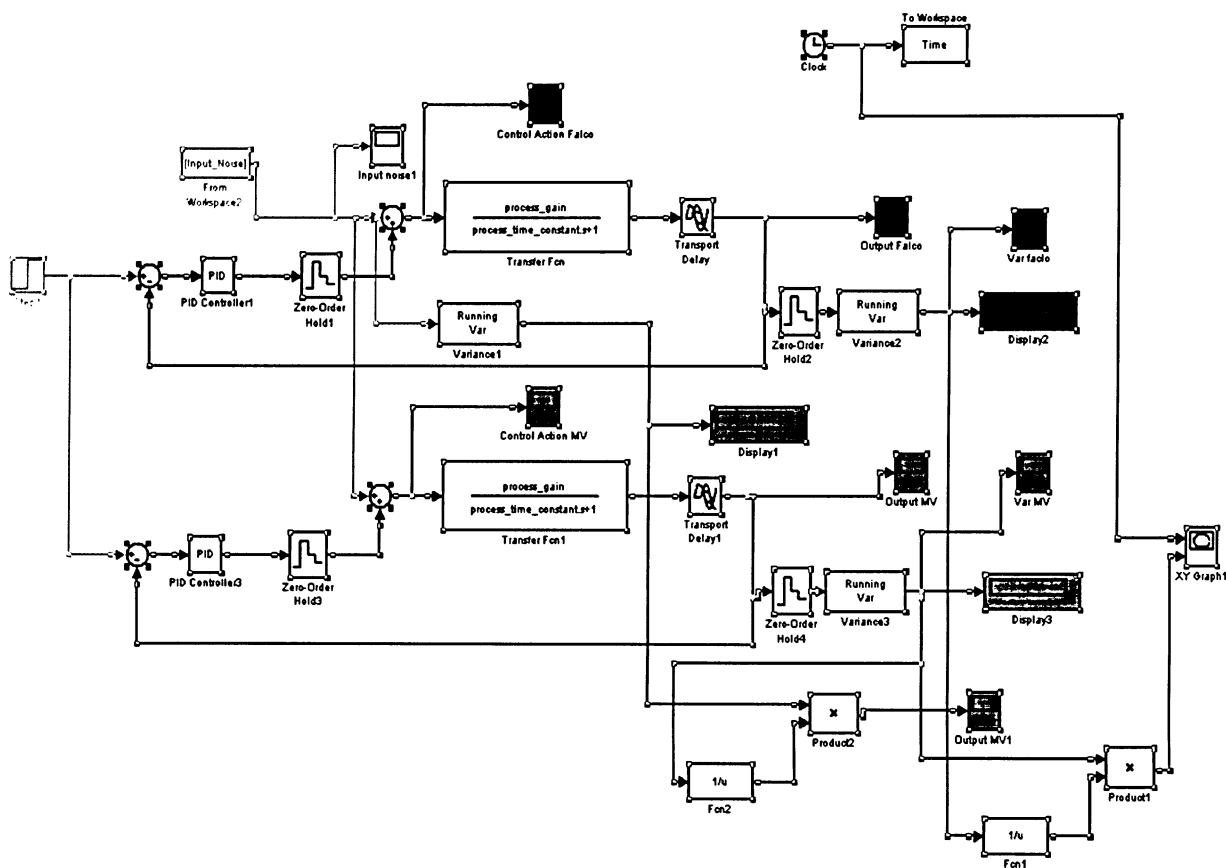 To Workspace
Time
Clock
Control Action Falco
[Input_Noise]
From
Workspace2
Input noise1
process_gain
process_time_constant.s+1
Transfer Fcn
Transport
Delay
Output Falco
Var faclo
PID
PID Controller1
Zero-Order
Hold1
Running
Var
Variance1
Zero-Order
Hold2
Running
Var
Variance2
Display2
Control Action MV
Display1
process_gain
process_time_constant.s+1
Transfer Fcn1
Transport
Delay1
Output MV
Var MV
PID
PID Controller3
Zero-Order
Hold3
XY Graph1
Zero-Order
Hold4
Running
Var
Variance3
Display3
x
Product2
Output MV1
1/u
Fcn2
x
Product1
1/u
Fcn1